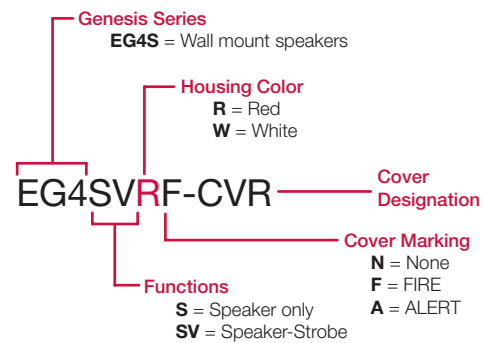 Genesis Series
EG4S = Wall mount speakers
Housing Color
R = Red
W = White
EG4SVRF-CVR
Cover
Designation
Cover Marking
N = None
F = FIRE
A = ALERT
Functions
S = Speaker only
SV = Speaker-Strobe